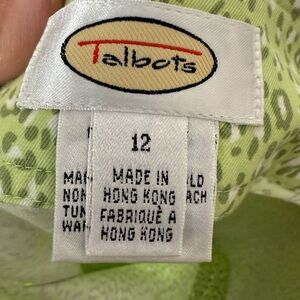 Talbots
12
MADE IN
HONG KONG
FABRIQUÉ À
HONG KONG